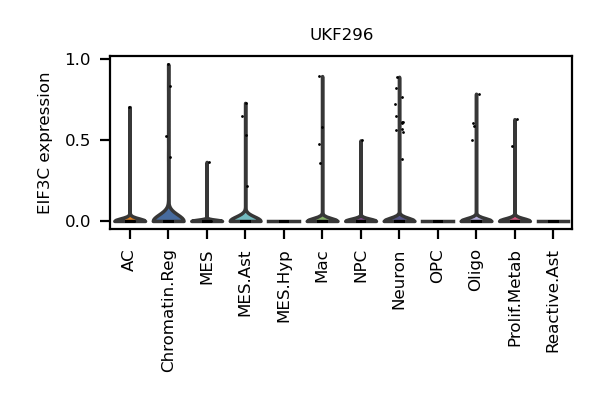 UKF296
EIF3C expression
1.0
0.5
0.0
AC
Chromatin.Reg
MES
MES.Ast
MES.Hyp
Mac
NPC
Neuron
OPC
Oligo
Prolif.Metab
Reactive.Ast